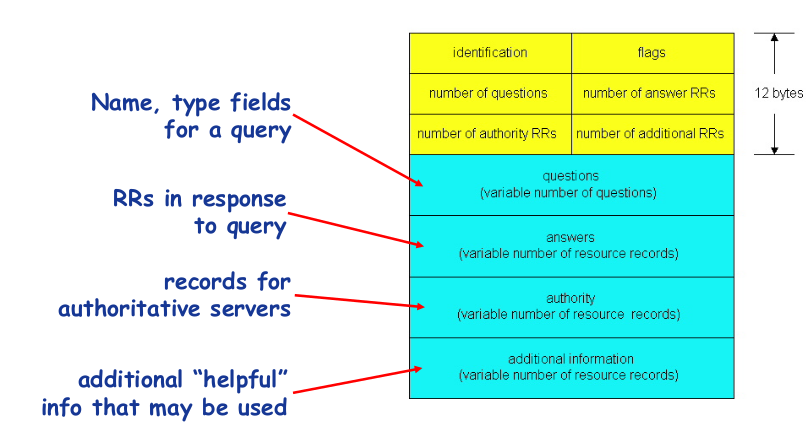 identification
flags
number of questions
number of answer RRs
12 bytes
number of authority RRs
number of additional RRs
Name, type fields
for a query
questions
(variable number of questions)
RRs in response
to query
answers
(variable number of resource records)
records for
authoritative servers
authority
(variable number of resource  records)
additional information
(variable number of resource records)
additional “helpful”
info that may be used